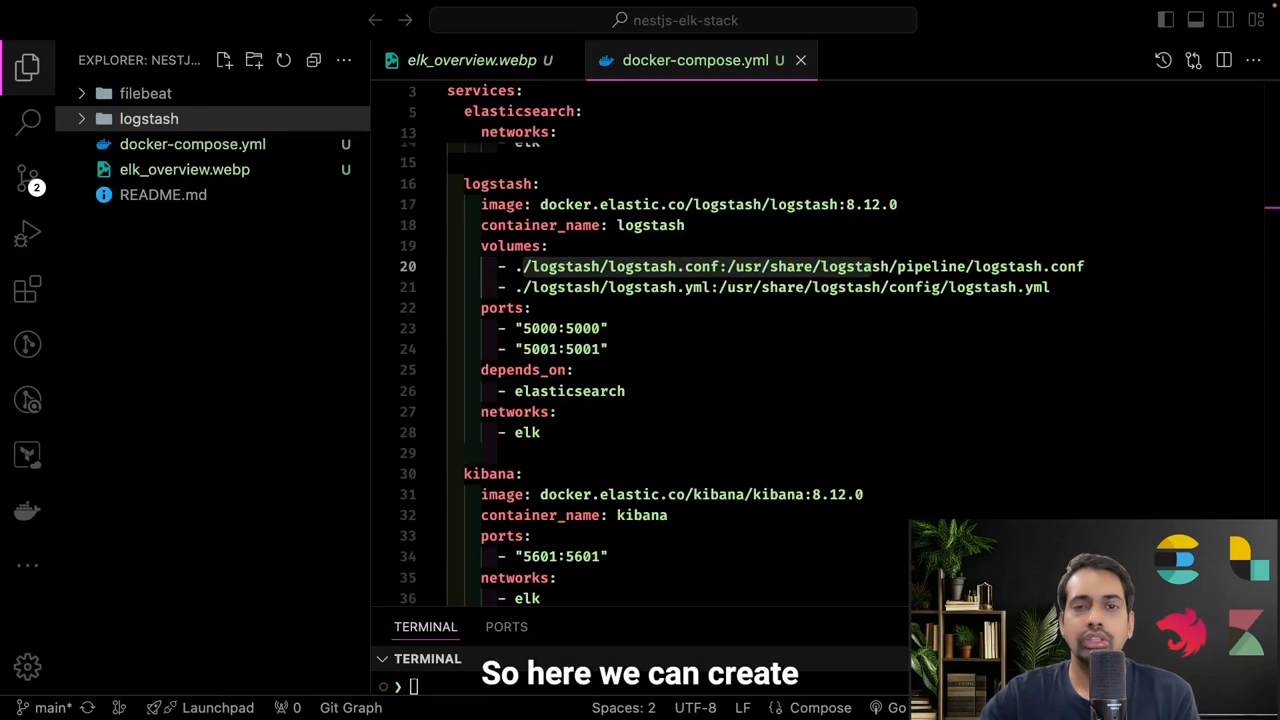 nestjs-elk-stack
EXPLORER: NESTJ...
elk_overview.webp U
docker-compose.yml U
filebeat
logstash
docker-compose.yml U
elk_overview.webp U
README.md
2
3 services:
5 elasticsearch:
13 networks:
14 - elk
15
16 logstash:
17 image: docker.elastic.co/logstash/logstash:8.12.0
18 container_name: logstash
19 volumes:
20 - ./logstash/logstash.conf:/usr/share/logstash/pipeline/logstash.conf
21 - ./logstash/logstash.yml:/usr/share/logstash/config/logstash.yml
22 ports:
23 - "5000:5000"
24 - "5001:5001"
25 depends_on:
26 - elasticsearch
27 networks:
28 - elk
29
30 kibana:
31 image: docker.elastic.co/kibana/kibana:8.12.0
32 container_name: kibana
33 ports:
34 - "5601:5601"
35 networks:
36 - elk
TERMINAL PORTS
TERMINAL
So here we can create
main* Launchpad 0 Git Graph Spaces: 2 UTF-8 LF Compose Go